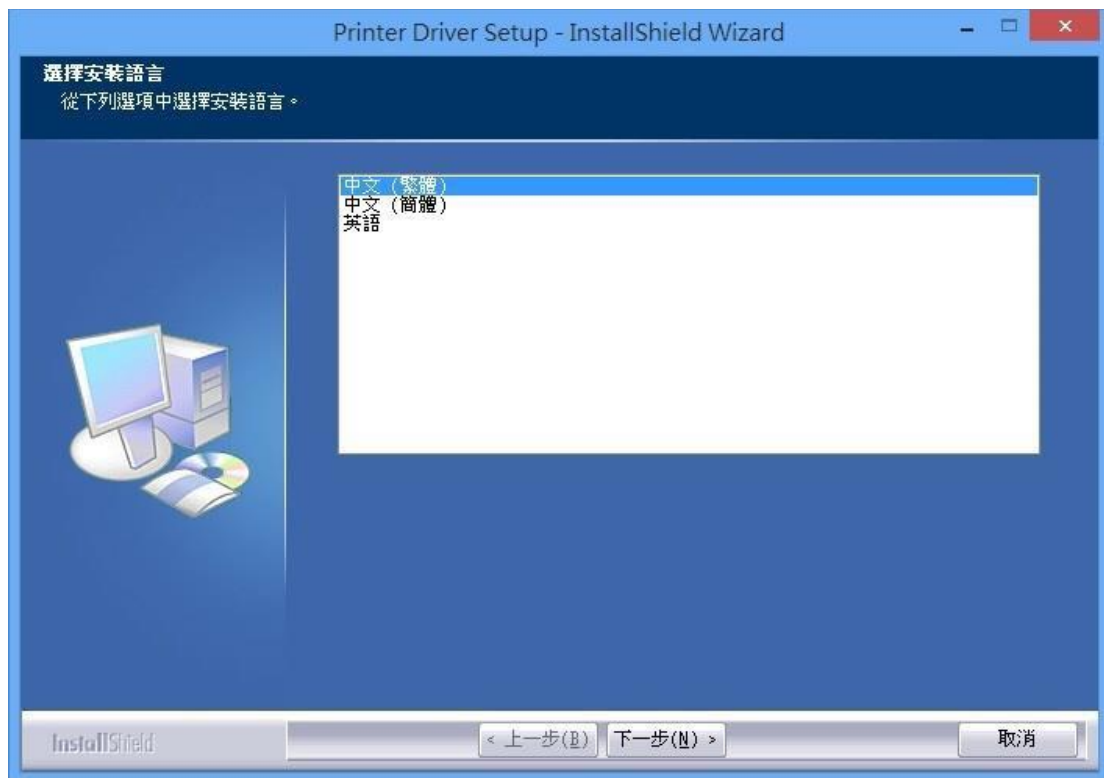 Printer Driver Setup - InstallShield Wizard
選擇安裝語言
從下列選項中選擇安裝語言。
中文 (繁體)
中文 (簡體)
英語
InstallShield
< 上一步(B)
下一步(N) >
取消